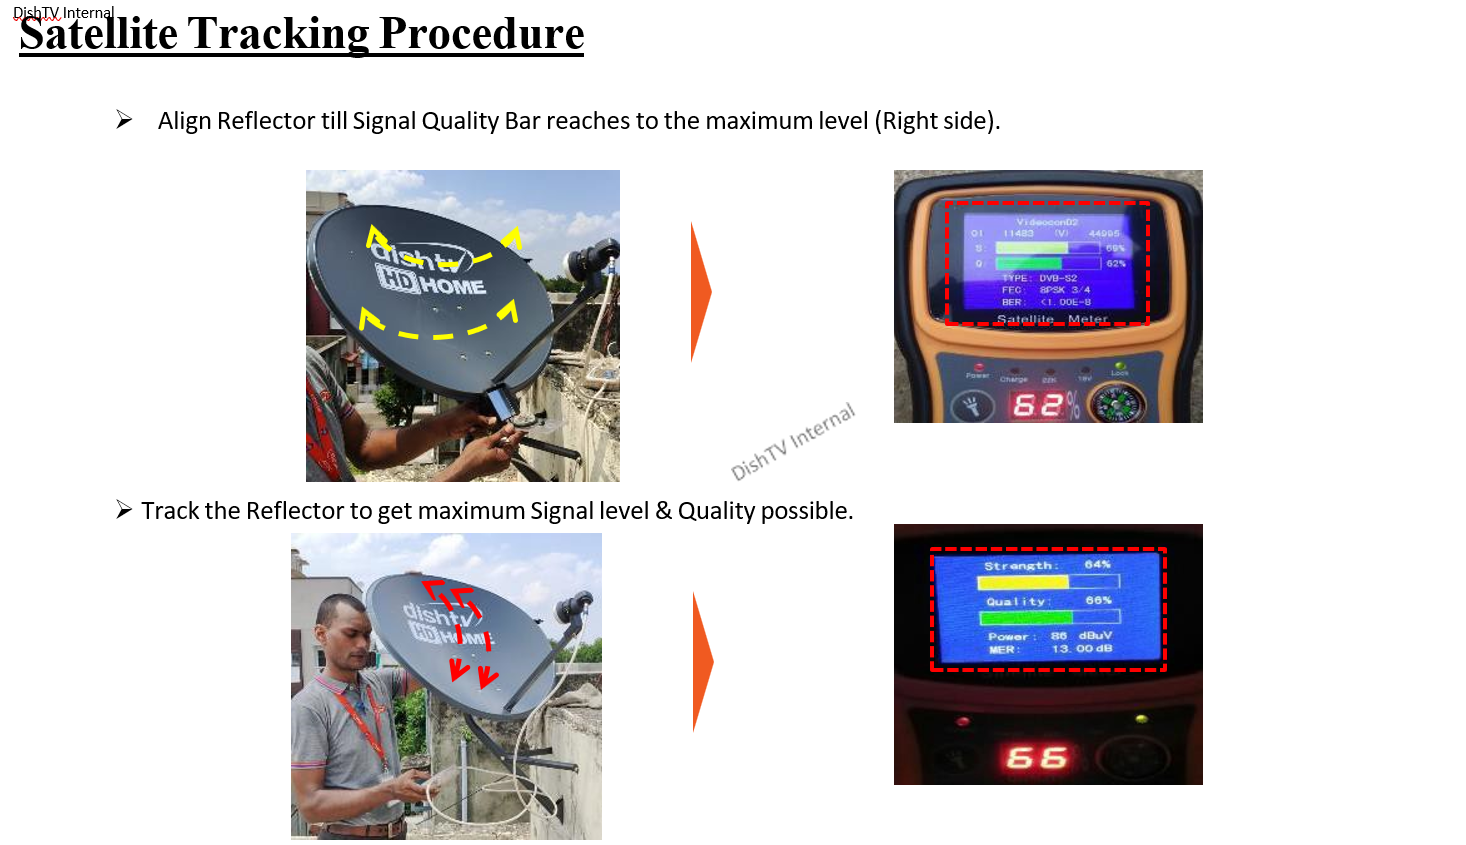 DishTV Internal
Satellite Tracking Procedure
➢ Align Reflector till Signal Quality Bar reaches to the maximum level (Right side).
dishtv
HD HOME
Videocon02
01 11483 (V) 44995
S: 69%
Q: 62%
TYPE: DVB-S2
FEC: 8PSK 3/4
BER: <1.00E-8
Satellite Meter
Power Charge 22K 18V Lock
62%
DishTV Internal
➢ Track the Reflector to get maximum Signal level & Quality possible.
dishtv
HD HOME
Strength: 64%
Quality: 66%
Power: 86 dBuV
MER: 13.00dB
66